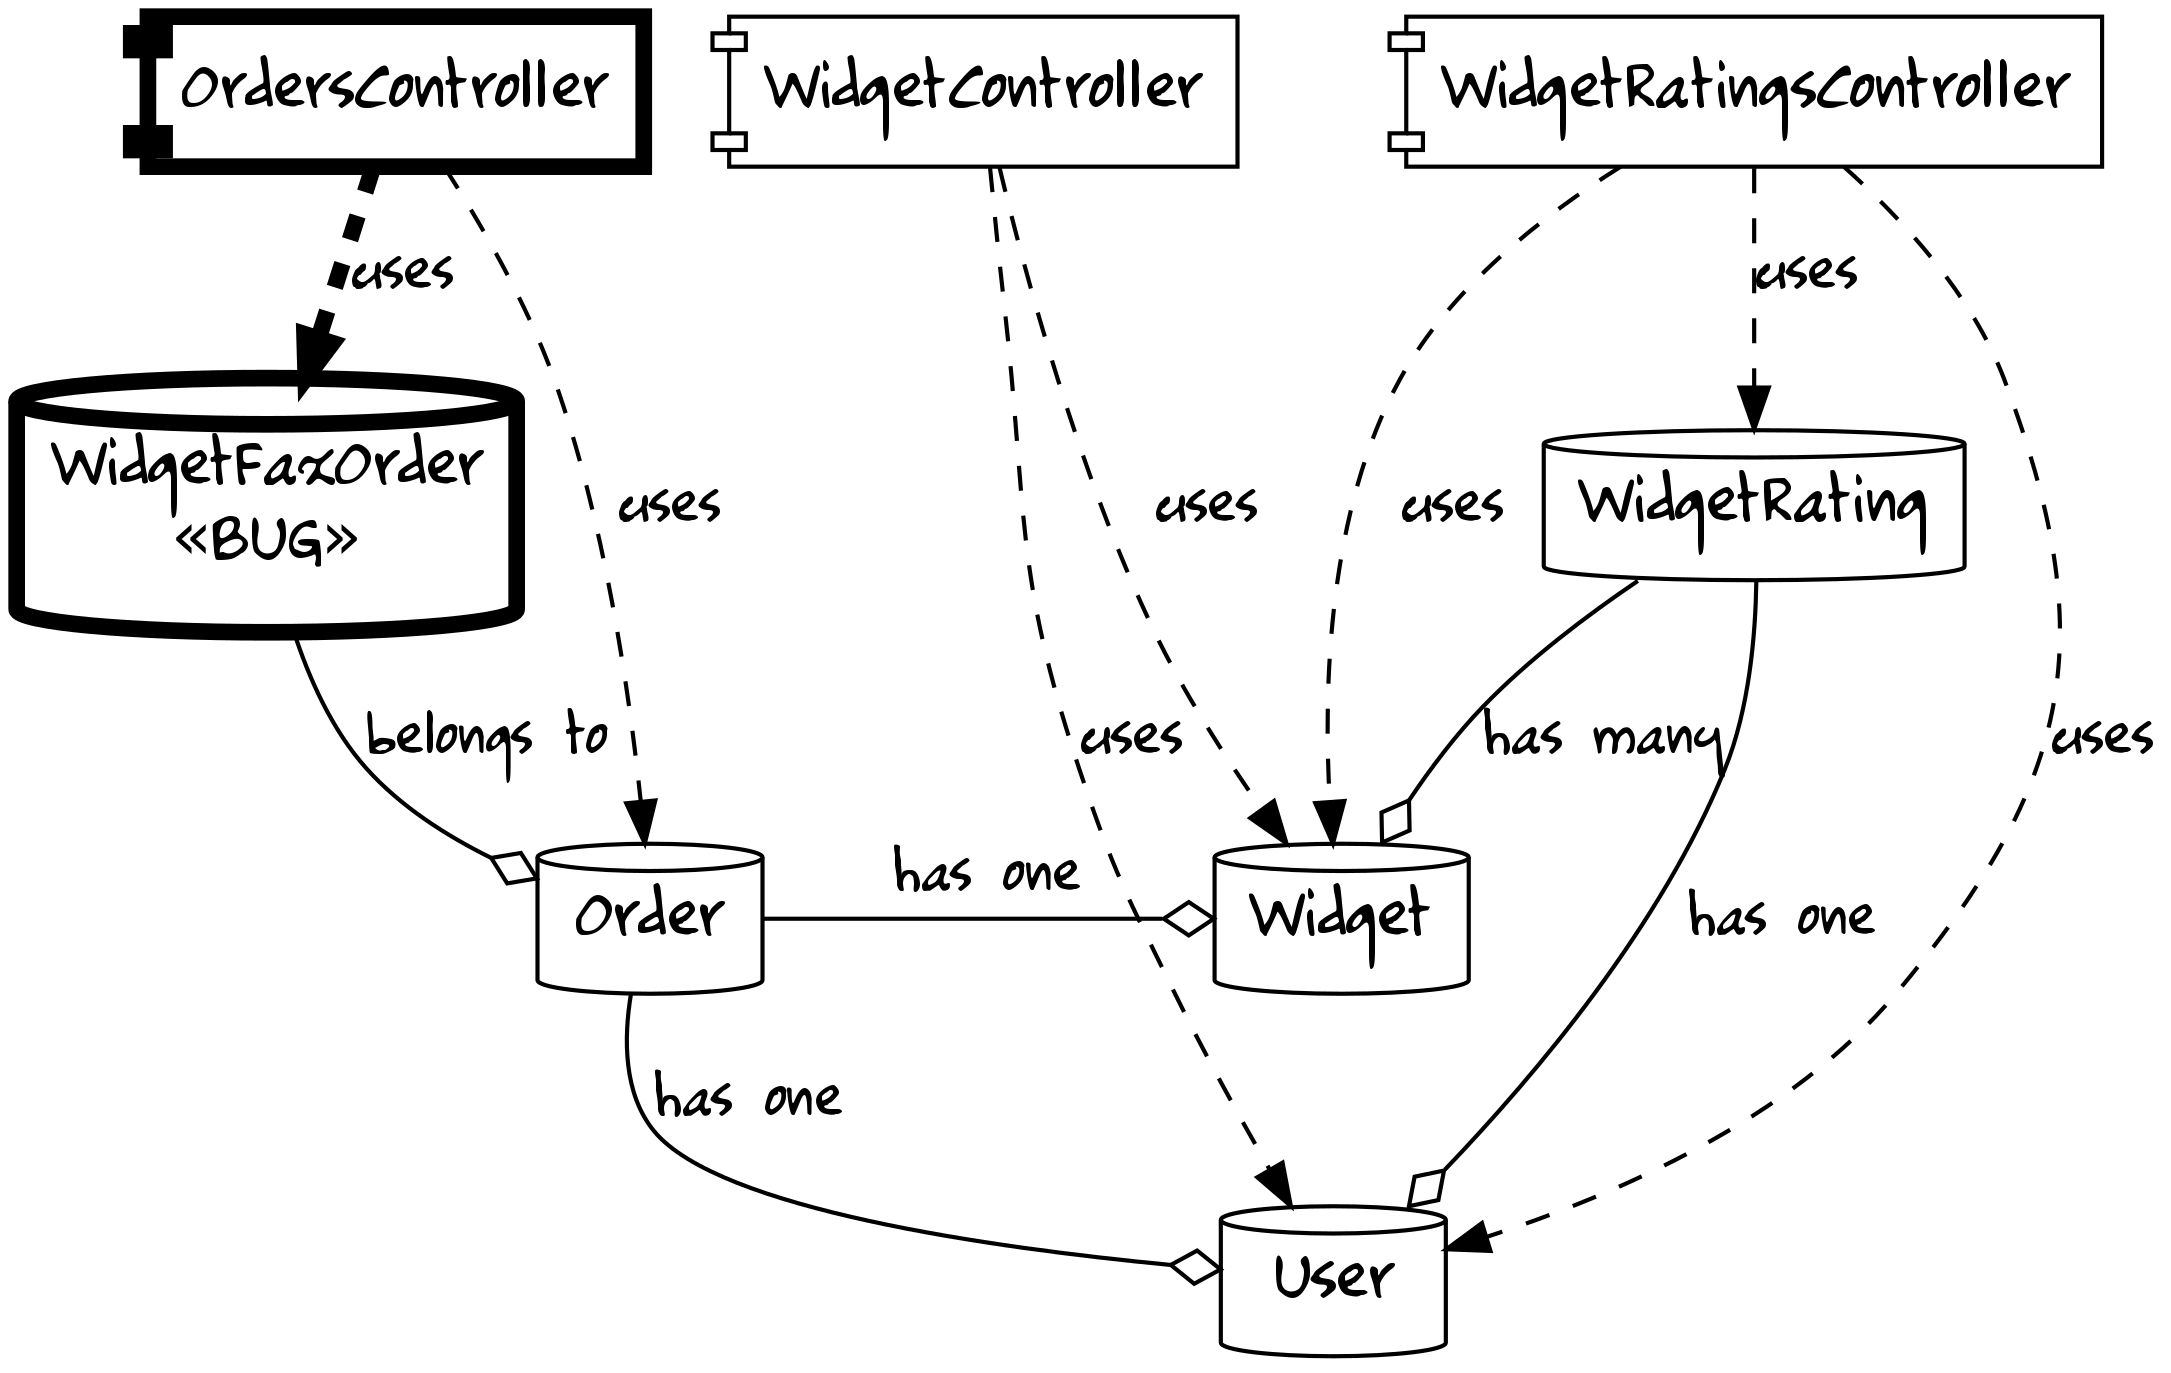 OrdersController
WidgetController
WidgetRatingsController
uses
uses
WidgetFaxOrder
«BUG»
uses
uses
uses
WidgetRating
belongs to
uses
has many
uses
has one
Order
Widget
has one
has one
User